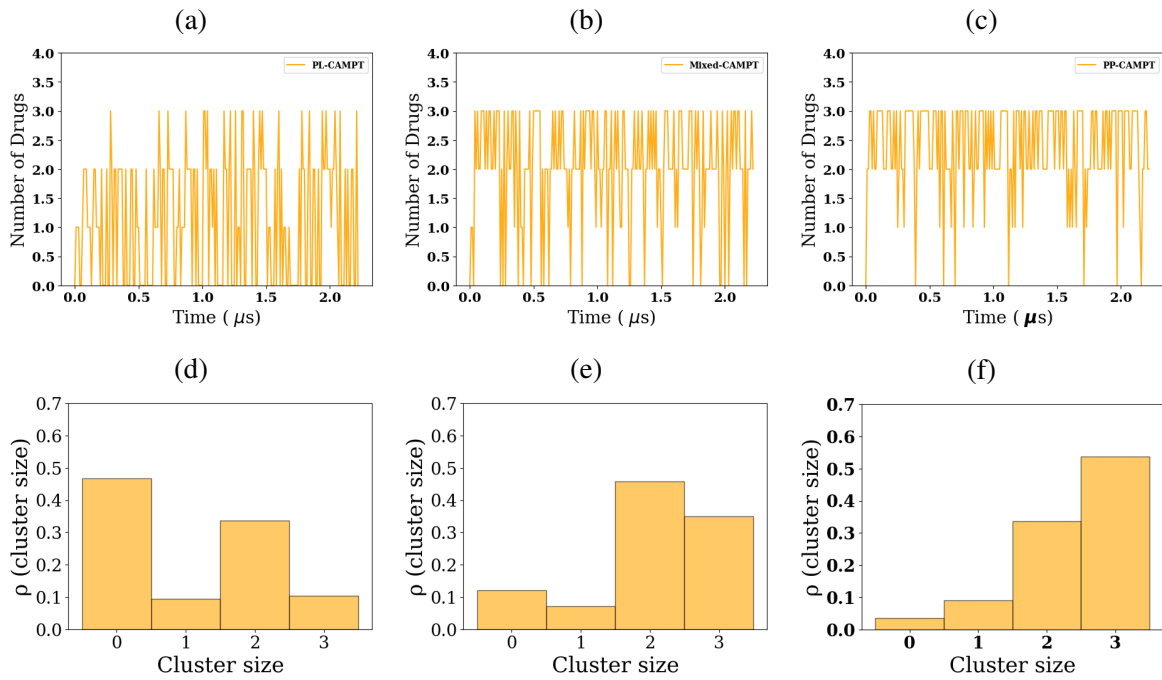 (a)
(b)
(c)
4.0
3.5
3.0
2.5
2.0
1.5
1.0
0.5
0.0
Number of Drugs
PL-CAMPT
0.0 0.5 1.0 1.5 2.0
Time ( μs)
4.0
3.5
3.0
2.5
2.0
1.5
1.0
0.5
0.0
Number of Drugs
Mixed-CAMPT
0.0 0.5 1.0 1.5 2.0
Time ( μs)
4.0
3.5
3.0
2.5
2.0
1.5
1.0
0.5
0.0
Number of Drugs
PP-CAMPT
0.0 0.5 1.0 1.5 2.0
Time ( μs)
(d)
(e)
(f)
0.7
0.6
0.5
0.4
0.3
0.2
0.1
0.0
ρ (cluster size)
0 1 2 3
Cluster size
0.7
0.6
0.5
0.4
0.3
0.2
0.1
0.0
ρ (cluster size)
0 1 2 3
Cluster size
0.7
0.6
0.5
0.4
0.3
0.2
0.1
0.0
ρ (cluster size)
0 1 2 3
Cluster size